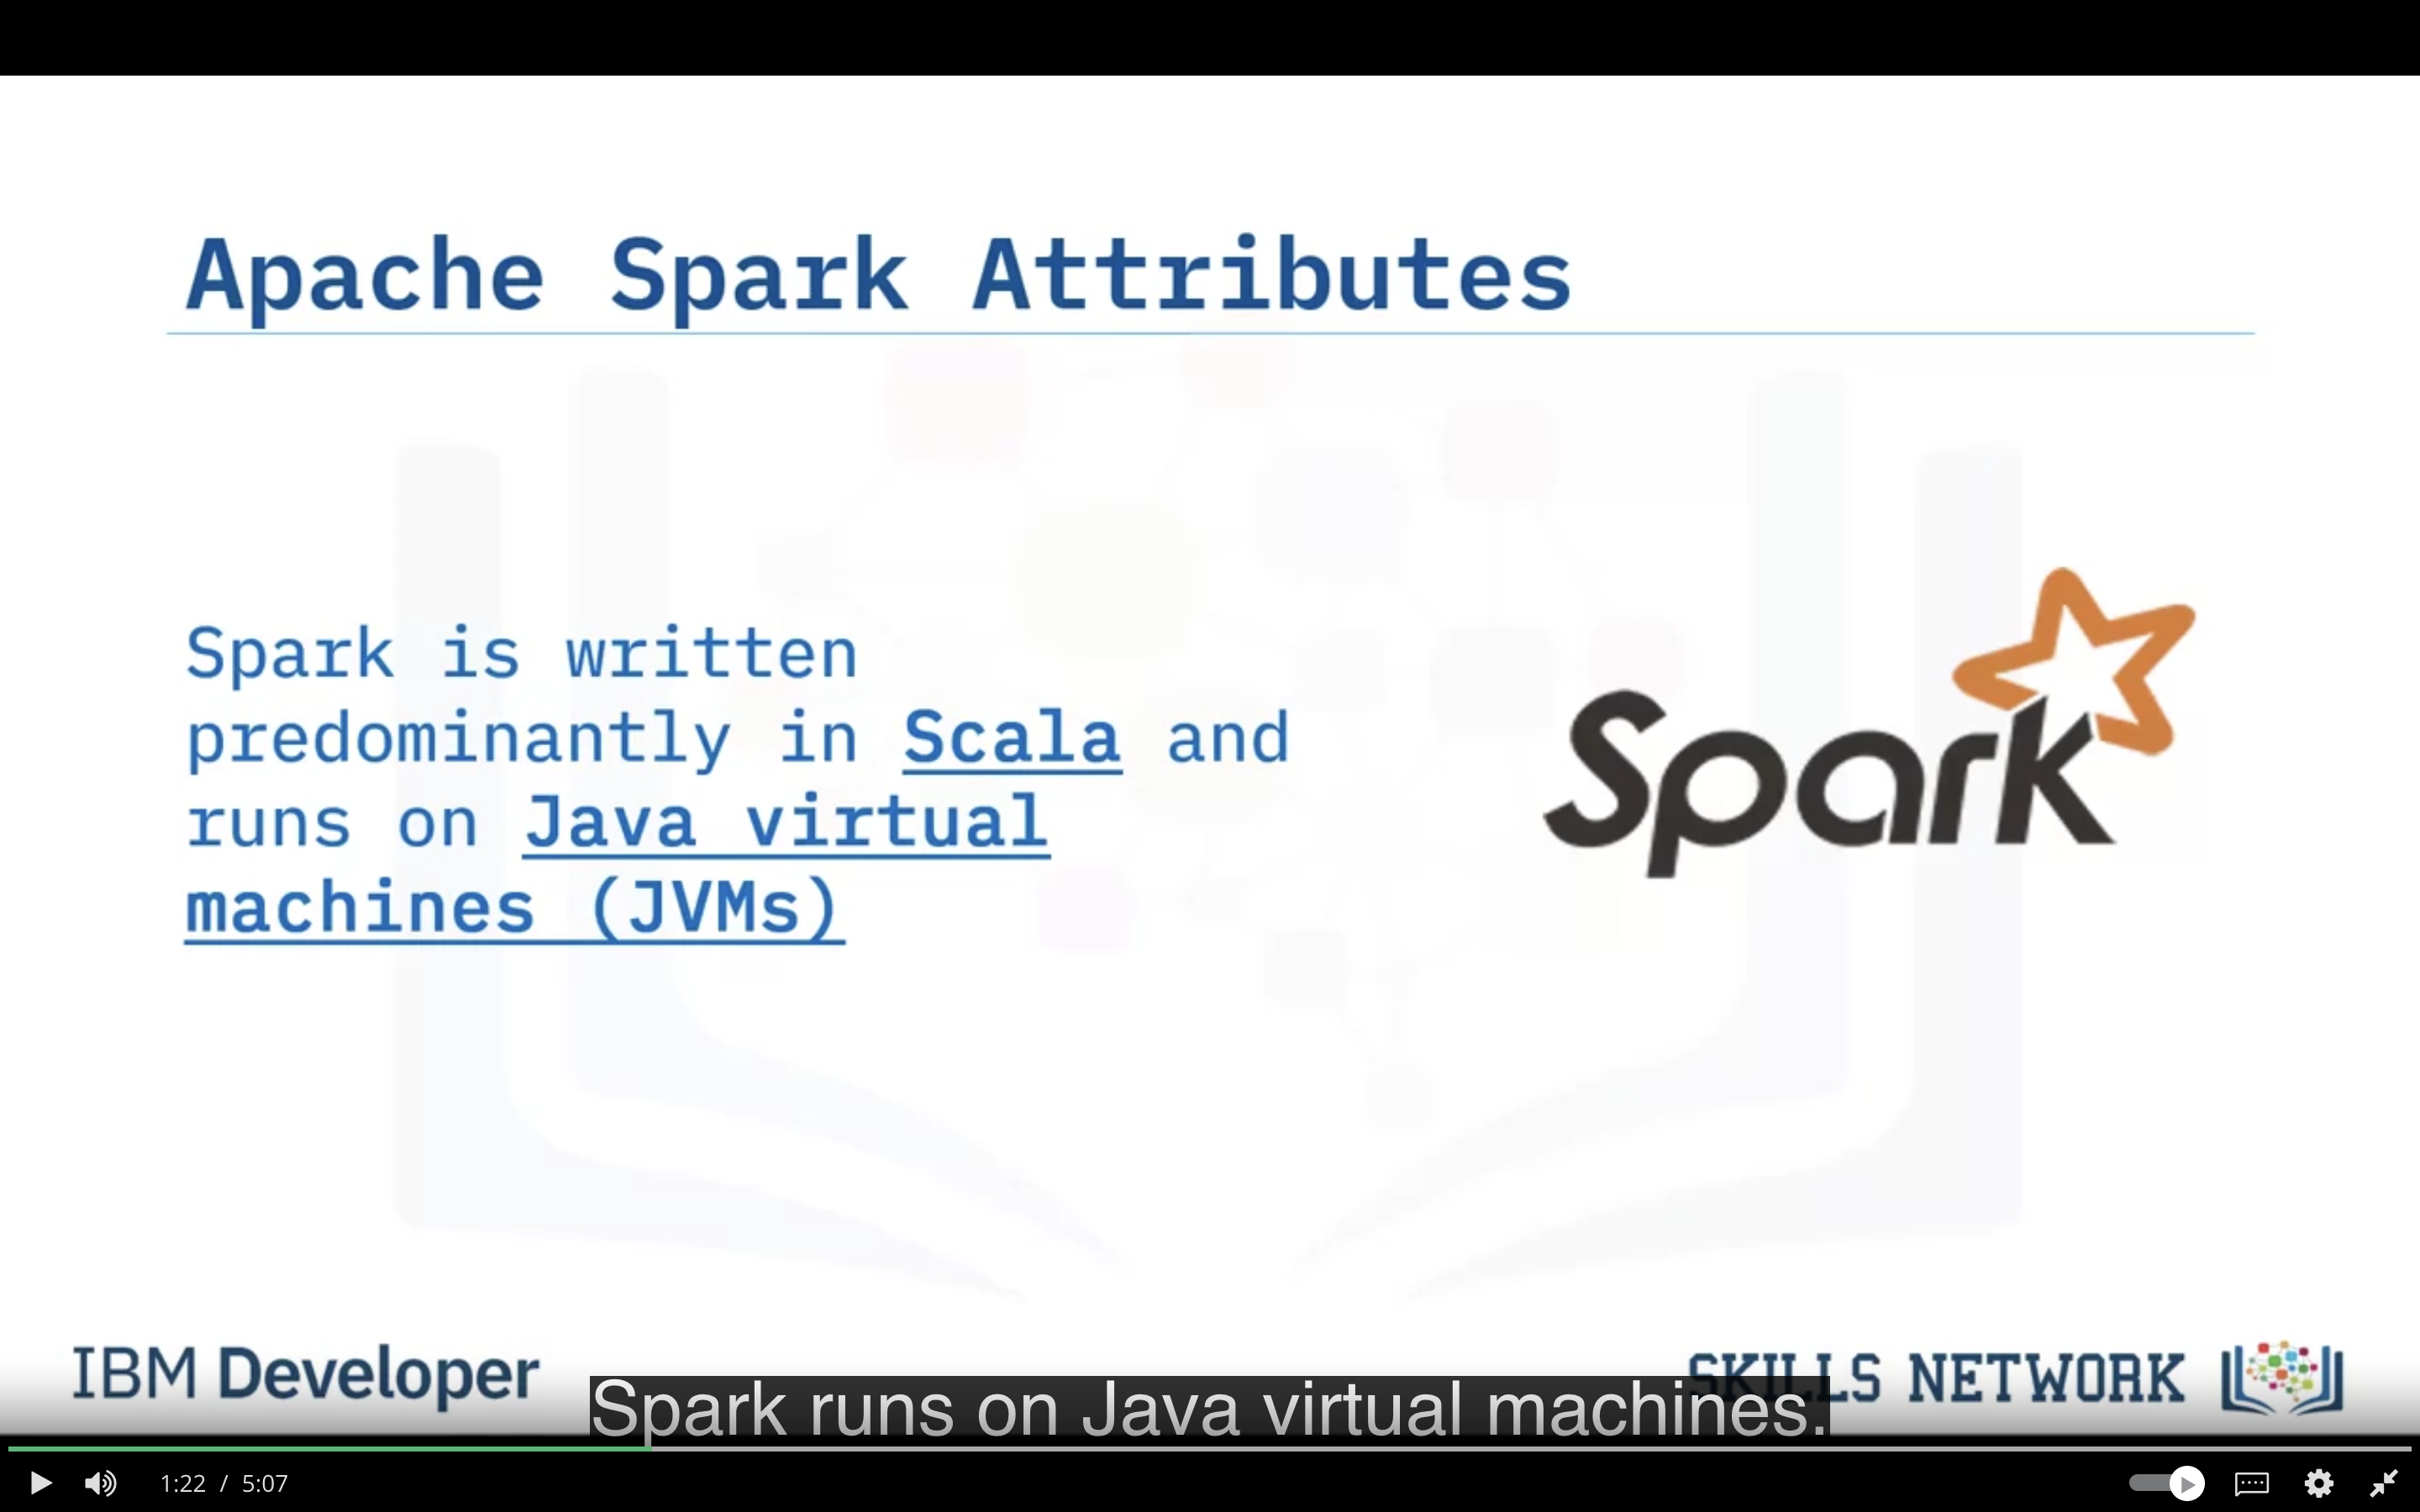 Apache Spark Attributes
Spark is written
predominantly in Scala and
runs on Java virtual
machines (JVMs)
Spark
IBM Developer
SKILLS NETWORK
Spark runs on Java virtual machines.
1:22 / 5:07